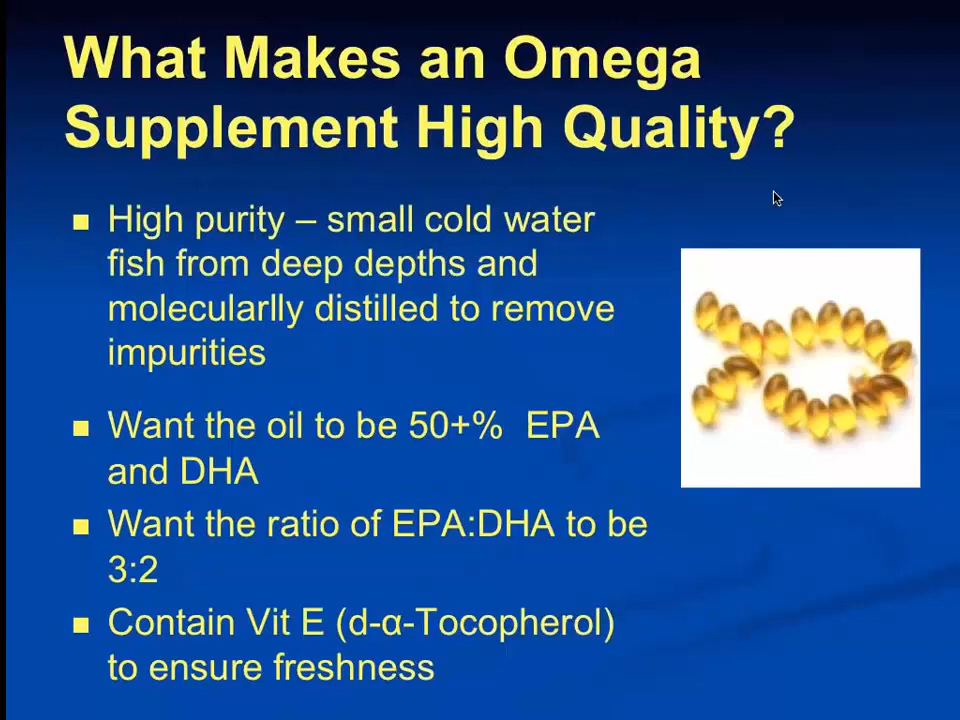 What Makes an Omega
Supplement High Quality?
High purity – small cold water
fish from deep depths and
molecularlly distilled to remove
impurities
Want the oil to be 50+% EPA
and DHA
Want the ratio of EPA:DHA to be
3:2
Contain Vit E (d-α-Tocopherol)
to ensure freshness